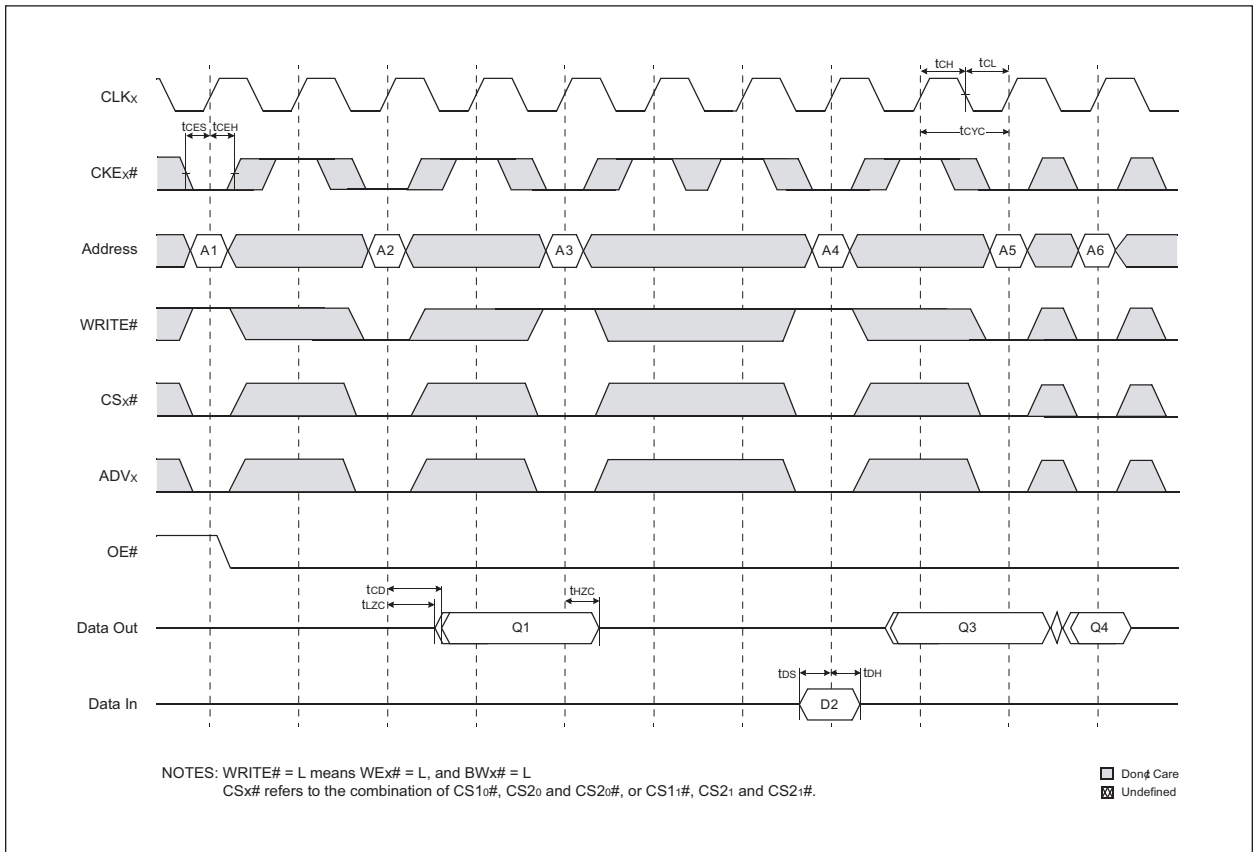 tCH tCL
CLKx
tCES tCEH
tCYC
CKEx#
Address A1 A2 A3 A4 A5 A6
WRITE#
CSx#
ADVx
OE#
tCD
tHZC
tLZC
Data Out Q1 Q3 Q4
tDS tDH
Data In D2
NOTES: WRITE# = L means WEx# = L, and BWx# = L
CSx# refers to the combination of CS10#, CS20 and CS20#, or CS11#, CS21 and CS21#.
Don¢ Care
Undefined